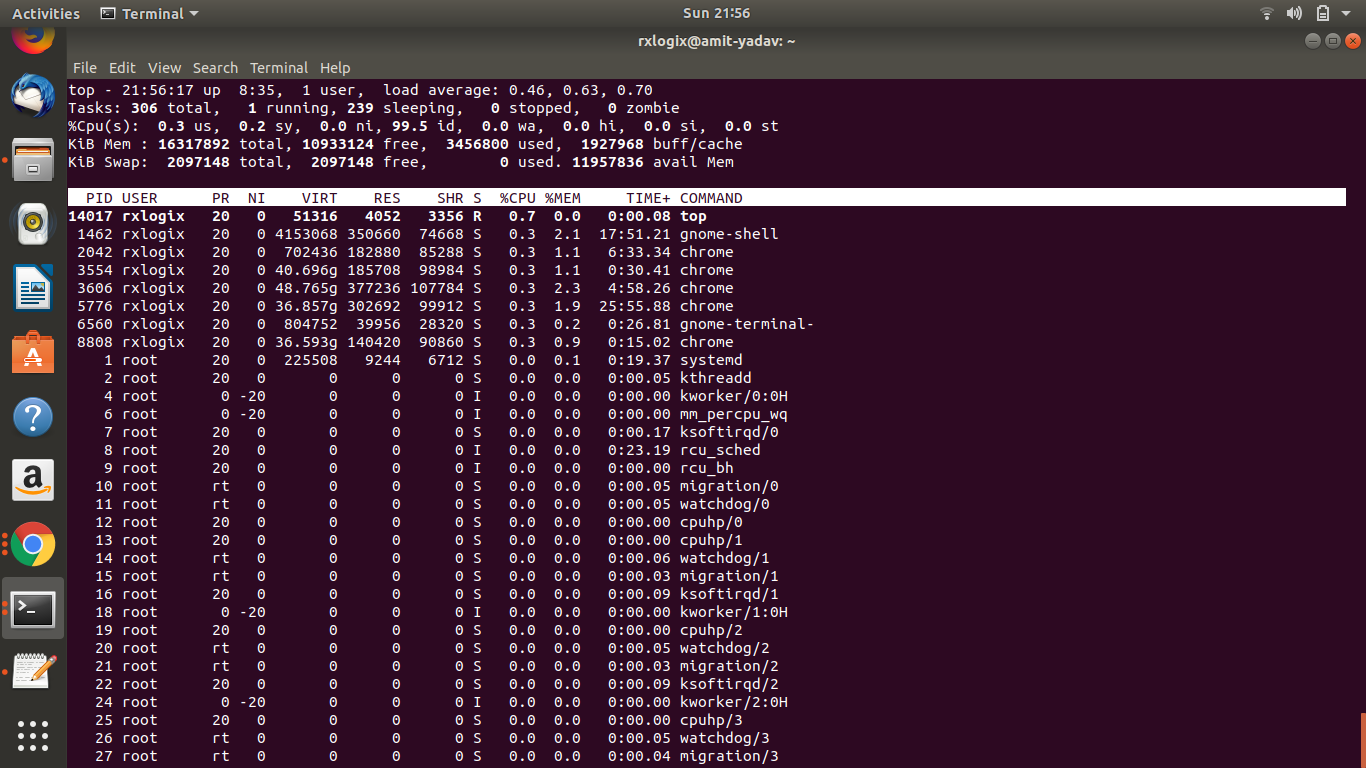 Activities Terminal Sun 21:56
rxlogix@amit-yadav: ~
File Edit View Search Terminal Help
top - 21:56:17 up  8:35,  1 user,  load average: 0.46, 0.63, 0.70
Tasks: 306 total,   1 running, 239 sleeping,   0 stopped,   0 zombie
%Cpu(s):  0.3 us,  0.2 sy,  0.0 ni, 99.5 id,  0.0 wa,  0.0 hi,  0.0 si,  0.0 st
KiB Mem : 16317892 total, 10933124 free,  3456800 used,  1927968 buff/cache
KiB Swap:  2097148 total,  2097148 free,        0 used. 11957836 avail Mem
PID USER      PR  NI    VIRT    RES    SHR S  %CPU %MEM     TIME+ COMMAND
14017 rxlogix   20   0   51316   4052   3356 R   0.7  0.0   0:00.08 top
1462 rxlogix   20   0 4153068 350660  74668 S   0.3  2.1  17:51.21 gnome-shell
2042 rxlogix   20   0  702436 182880  85288 S   0.3  1.1   6:33.34 chrome
3554 rxlogix   20   0 40.696g 185708  98984 S   0.3  1.1   0:30.41 chrome
3606 rxlogix   20   0 48.765g 377236 107784 S   0.3  2.3   4:58.26 chrome
5776 rxlogix   20   0 36.857g 302692  99912 S   0.3  1.9  25:55.88 chrome
6560 rxlogix   20   0  804752  39956  28320 S   0.3  0.2   0:26.81 gnome-terminal-
8808 rxlogix   20   0 36.593g 140420  90860 S   0.3  0.9   0:15.02 chrome
1 root      20   0  225508   9244   6712 S   0.0  0.1   0:19.37 systemd
2 root      20   0       0      0      0 S   0.0  0.0   0:00.05 kthreadd
4 root       0 -20       0      0      0 I   0.0  0.0   0:00.00 kworker/0:0H
6 root       0 -20       0      0      0 I   0.0  0.0   0:00.00 mm_percpu_wq
7 root      20   0       0      0      0 S   0.0  0.0   0:00.17 ksoftirqd/0
8 root      20   0       0      0      0 I   0.0  0.0   0:23.19 rcu_sched
9 root      20   0       0      0      0 I   0.0  0.0   0:00.00 rcu_bh
10 root      rt   0       0      0      0 S   0.0  0.0   0:00.05 migration/0
11 root      rt   0       0      0      0 S   0.0  0.0   0:00.05 watchdog/0
12 root      20   0       0      0      0 S   0.0  0.0   0:00.00 cpuhp/0
13 root      20   0       0      0      0 S   0.0  0.0   0:00.00 cpuhp/1
14 root      rt   0       0      0      0 S   0.0  0.0   0:00.06 watchdog/1
15 root      rt   0       0      0      0 S   0.0  0.0   0:00.03 migration/1
16 root      20   0       0      0      0 S   0.0  0.0   0:00.09 ksoftirqd/1
18 root       0 -20       0      0      0 I   0.0  0.0   0:00.00 kworker/1:0H
19 root      20   0       0      0      0 S   0.0  0.0   0:00.00 cpuhp/2
20 root      rt   0       0      0      0 S   0.0  0.0   0:00.05 watchdog/2
21 root      rt   0       0      0      0 S   0.0  0.0   0:00.03 migration/2
22 root      20   0       0      0      0 S   0.0  0.0   0:00.09 ksoftirqd/2
24 root       0 -20       0      0      0 I   0.0  0.0   0:00.00 kworker/2:0H
25 root      20   0       0      0      0 S   0.0  0.0   0:00.00 cpuhp/3
26 root      rt   0       0      0      0 S   0.0  0.0   0:00.05 watchdog/3
27 root      rt   0       0      0      0 S   0.0  0.0   0:00.04 migration/3